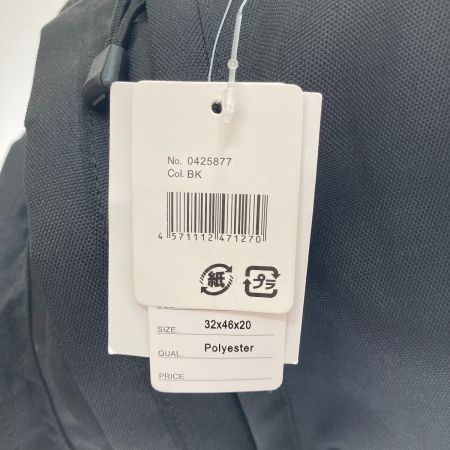 No. 0425877
Col. BK
4 571112 471270
紙 プラ
SIZE. 32x46x20
QUAL. Polyester
PRICE